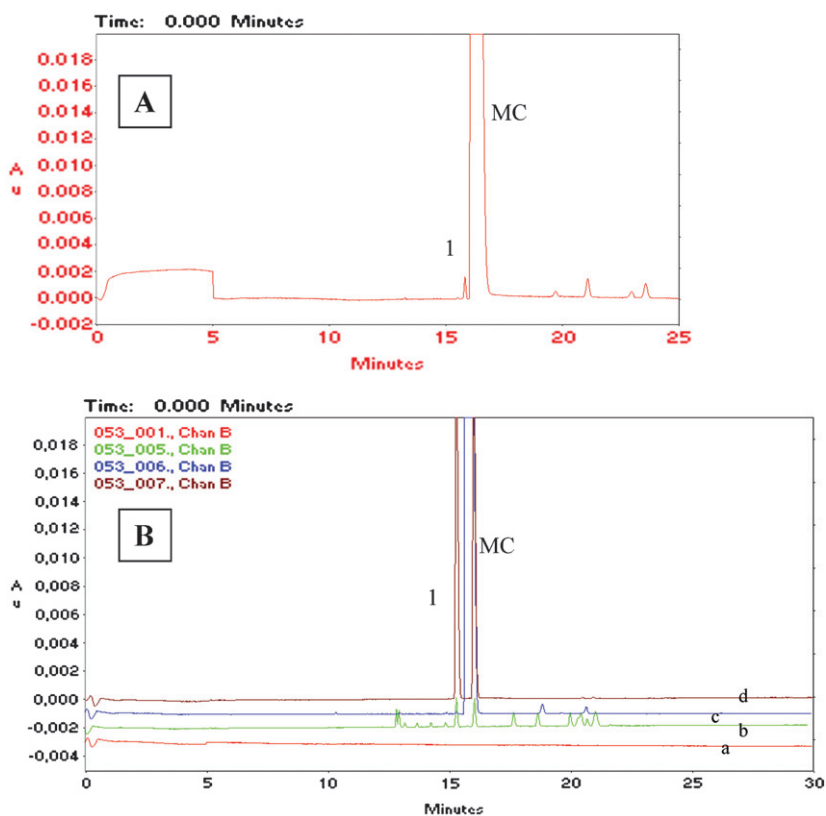 Time: 0.000 Minutes
0.018
0.016
0.014
0.012
0.010
0.008
0.006
0.004
0.002
0.000
-0.002
A
u
A
MC
1
0 5 10 15 20 25
Minutes
Time: 0.000 Minutes
053_001., Chan B
053_005., Chan B
053_006., Chan B
053_007., Chan B
0,018
0,016
0,014
0,012
0,010
0,008
0,006
0,004
0,002
0,000
-0,002
-0,004
A
u
B
MC
1
d
c
b
a
0 5 10 15 20 25 30
Minutes